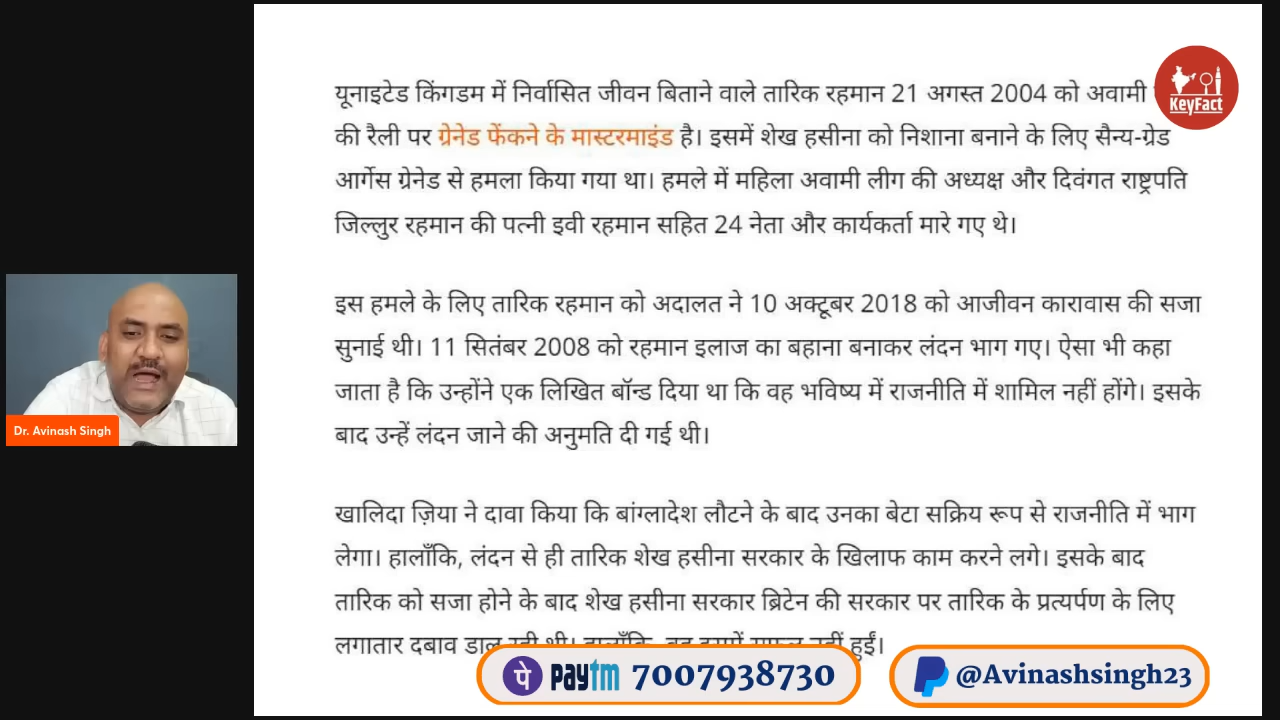 यूनाइटेड किंगडम में निर्वासित जीवन बिताने वाले तारिक रहमान 21 अगस्त 2004 को अवामी
की रैली पर ग्रेनेड फेंकने के मास्टरमाइंड है। इसमें शेख हसीना को निशाना बनाने के लिए सैन्य-ग्रेड
आर्गेस ग्रेनेड से हमला किया गया था। हमले में महिला अवामी लीग की अध्यक्ष और दिवंगत राष्ट्रपति
जिल्लुर रहमान की पत्नी इवी रहमान सहित 24 नेता और कार्यकर्ता मारे गए थे।
इस हमले के लिए तारिक रहमान को अदालत ने 10 अक्टूबर 2018 को आजीवन कारावास की सजा
सुनाई थी। 11 सितंबर 2008 को रहमान इलाज का बहाना बनाकर लंदन भाग गए। ऐसा भी कहा
जाता है कि उन्होंने एक लिखित बॉन्ड दिया था कि वह भविष्य में राजनीति में शामिल नहीं होंगे। इसके
बाद उन्हें लंदन जाने की अनुमति दी गई थी।
खालिदा ज़िया ने दावा किया कि बांग्लादेश लौटने के बाद उनका बेटा सक्रिय रूप से राजनीति में भाग
लेगा। हालाँकि, लंदन से ही तारिक शेख हसीना सरकार के खिलाफ काम करने लगे। इसके बाद
तारिक को सजा होने के बाद शेख हसीना सरकार ब्रिटेन की सरकार पर तारिक के प्रत्यर्पण के लिए
लगातार दबाव डाल हुईं।
KeyFact
Dr. Avinash Singh
पे paytm 7007938730
@Avinashsingh23